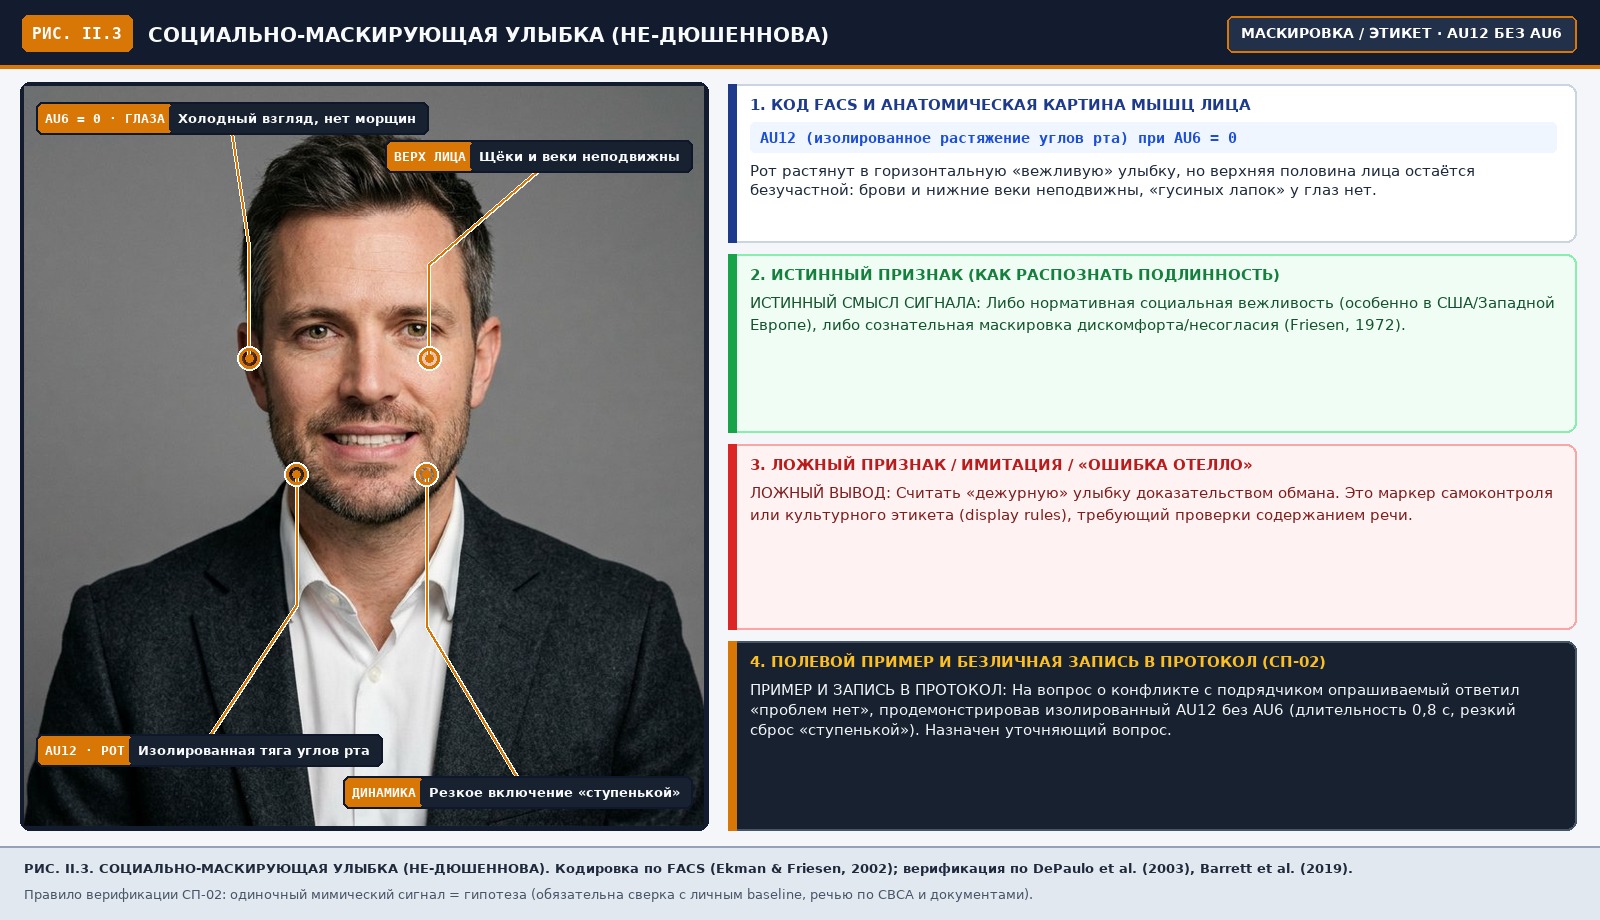 РИС. II.3
СОЦИАЛЬНО-МАСКИРУЮЩАЯ УЛЫБКА (НЕ-ДЮШЕННОВА)
МАСКИРОВКА / ЭТИКЕТ · AU12 БЕЗ AU6
AU6 = 0 · ГЛАЗА Холодный взгляд, нет морщин
ВЕРХ ЛИЦА Щёки и веки неподвижны
AU12 · РОТ Изолированная тяга углов рта
ДИНАМИКА Резкое включение «ступенькой»
1. КОД FACS И АНАТОМИЧЕСКАЯ КАРТИНА МЫШЦ ЛИЦА
AU12 (изолированное растяжение углов рта) при AU6 = 0
Рот растянут в горизонтальную «вежливую» улыбку, но верхняя половина лица остаётся
безучастной: брови и нижние веки неподвижны, «гусиных лапок» у глаз нет.
2. ИСТИННЫЙ ПРИЗНАК (КАК РАСПОЗНАТЬ ПОДЛИННОСТЬ)
ИСТИННЫЙ СМЫСЛ СИГНАЛА: Либо нормативная социальная вежливость (особенно в США/Западной
Европе), либо сознательная маскировка дискомфорта/несогласия (Friesen, 1972).
3. ЛОЖНЫЙ ПРИЗНАК / ИМИТАЦИЯ / «ОШИБКА ОТЕЛЛО»
ЛОЖНЫЙ ВЫВОД: Считать «дежурную» улыбку доказательством обмана. Это маркер самоконтроля
или культурного этикета (display rules), требующий проверки содержанием речи.
4. ПОЛЕВОЙ ПРИМЕР И БЕЗЛИЧНАЯ ЗАПИСЬ В ПРОТОКОЛ (СП-02)
ПРИМЕР И ЗАПИСЬ В ПРОТОКОЛ: На вопрос о конфликте с подрядчиком опрашиваемый ответил
«проблем нет», продемонстрировав изолированный AU12 без AU6 (длительность 0,8 с, резкий
сброс «ступенькой»). Назначен уточняющий вопрос.
РИС. II.3. СОЦИАЛЬНО-МАСКИРУЮЩАЯ УЛЫБКА (НЕ-ДЮШЕННОВА). Кодировка по FACS (Ekman & Friesen, 2002); верификация по DePaulo et al. (2003), Barrett et al. (2019).
Правило верификации СП-02: одиночный мимический сигнал = гипотеза (обязательна сверка с личным baseline, речью по СВСА и документами).